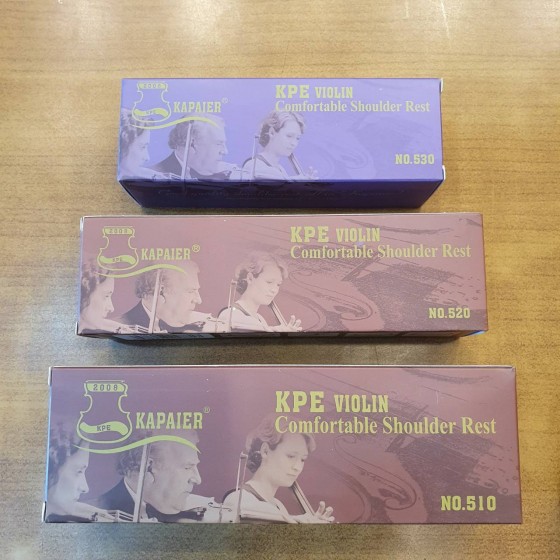 2008
KPE
KAPAIER®
KPE VIOLIN
Comfortable Shoulder Rest
NO.530
2008
KPE
KAPAIER®
KPE VIOLIN
Comfortable Shoulder Rest
NO.520
2008
KPE
KAPAIER®
KPE VIOLIN
Comfortable Shoulder Rest
NO.510